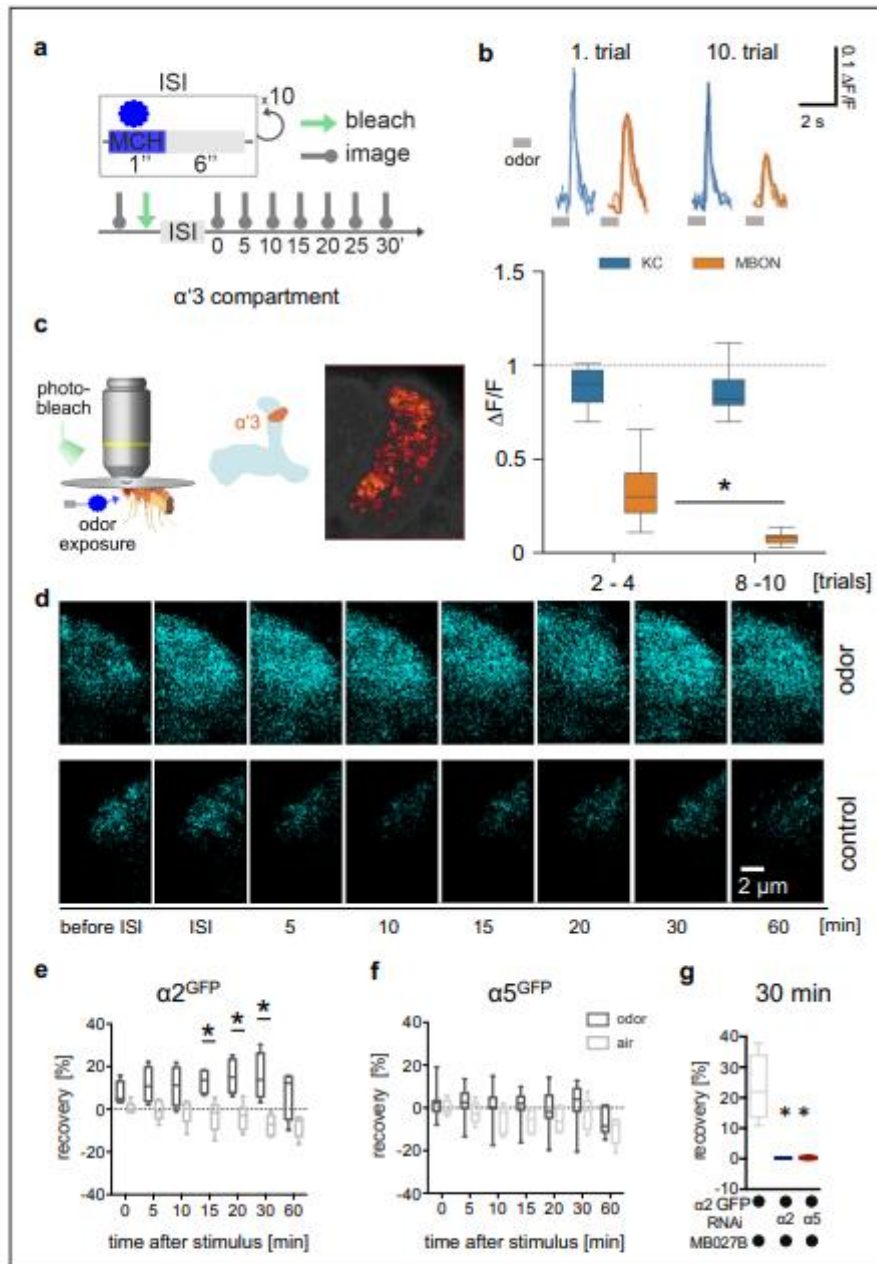 a
ISI
x10
MCH
1’’
6’’
bleach
image
ISI
0 5 10 15 20 25 30’
α’3 compartment
b
1. trial
10. trial
0.1 ΔF/F
2 s
odor
KC
MBON
ΔF/F
1
0.5
0
*
2 - 4
8 -10
[trials]
c
photo-
bleach
odor
exposure
α’3
d
odor
control
2 µm
before ISI ISI 5 10 15 20 30 60 [min]
e
α2GFP
recovery [%]
40
20
0
-20
-40
* * *
0 5 10 15 20 30 60
time after stimulus [min]
f
α5GFP
odor
air
recovery [%]
40
20
0
-20
-40
0 5 10 15 20 30 60
time after stimulus [min]
g
30 min
recovery [%]
40
30
20
10
0
-10
* *
α2 GFP
RNAi α2 α5
MB027B